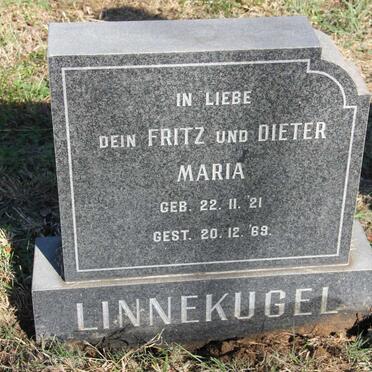 IN LIEBE
DEIN FRITZ UND DIETER
MARIA
GEB. 22. 11. '21
GEST. 20. 12. '69.
LINNEKUGEL